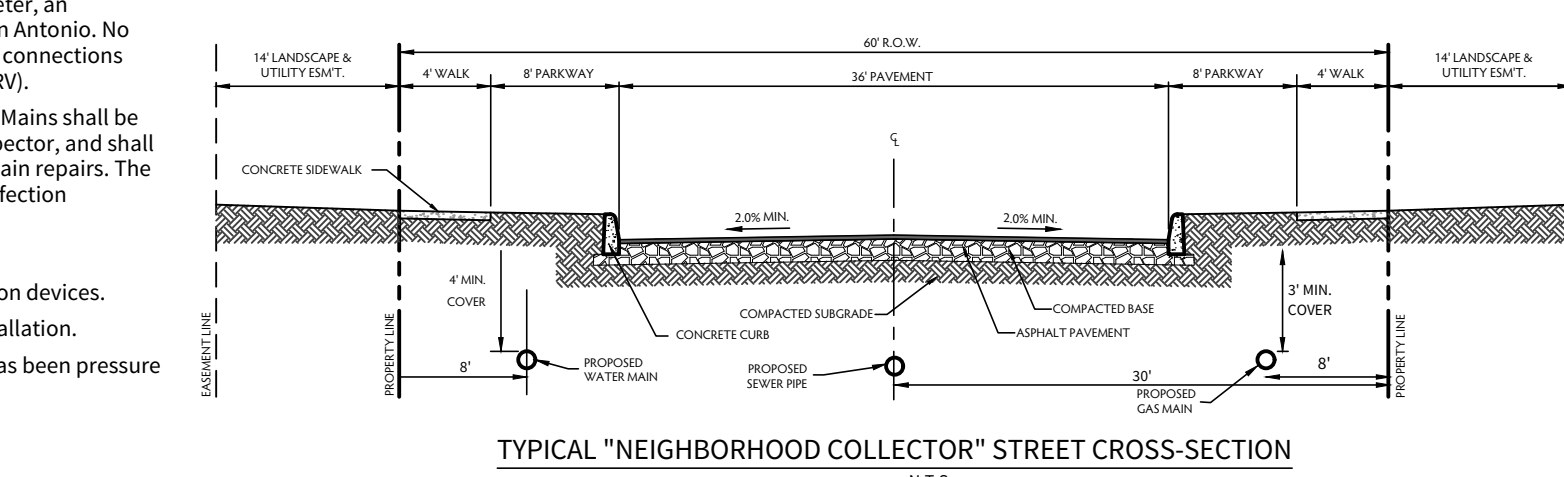 eter, an
n Antonio. No
connections
RV).
Mains shall be
pector, and shall
ain repairs. The
fection
on devices.
allation.
as been pressure
60' R.O.W.
14' LANDSCAPE &
UTILITY ESM'T.
4' WALK
8' PARKWAY
36' PAVEMENT
8' PARKWAY
4' WALK
14' LANDSCAPE &
UTILITY ESM'T.
CONCRETE SIDEWALK
2.0% MIN.
2.0% MIN.
4' MIN.
COVER
3' MIN.
COVER
COMPACTED SUBGRADE
COMPACTED BASE
CONCRETE CURB
ASPHALT PAVEMENT
EASEMENT LINE
PROPERTY LINE
8'
PROPOSED
WATER MAIN
PROPOSED
SEWER PIPE
30'
PROPOSED
GAS MAIN
8'
PROPERTY LINE
TYPICAL "NEIGHBORHOOD COLLECTOR" STREET CROSS-SECTION